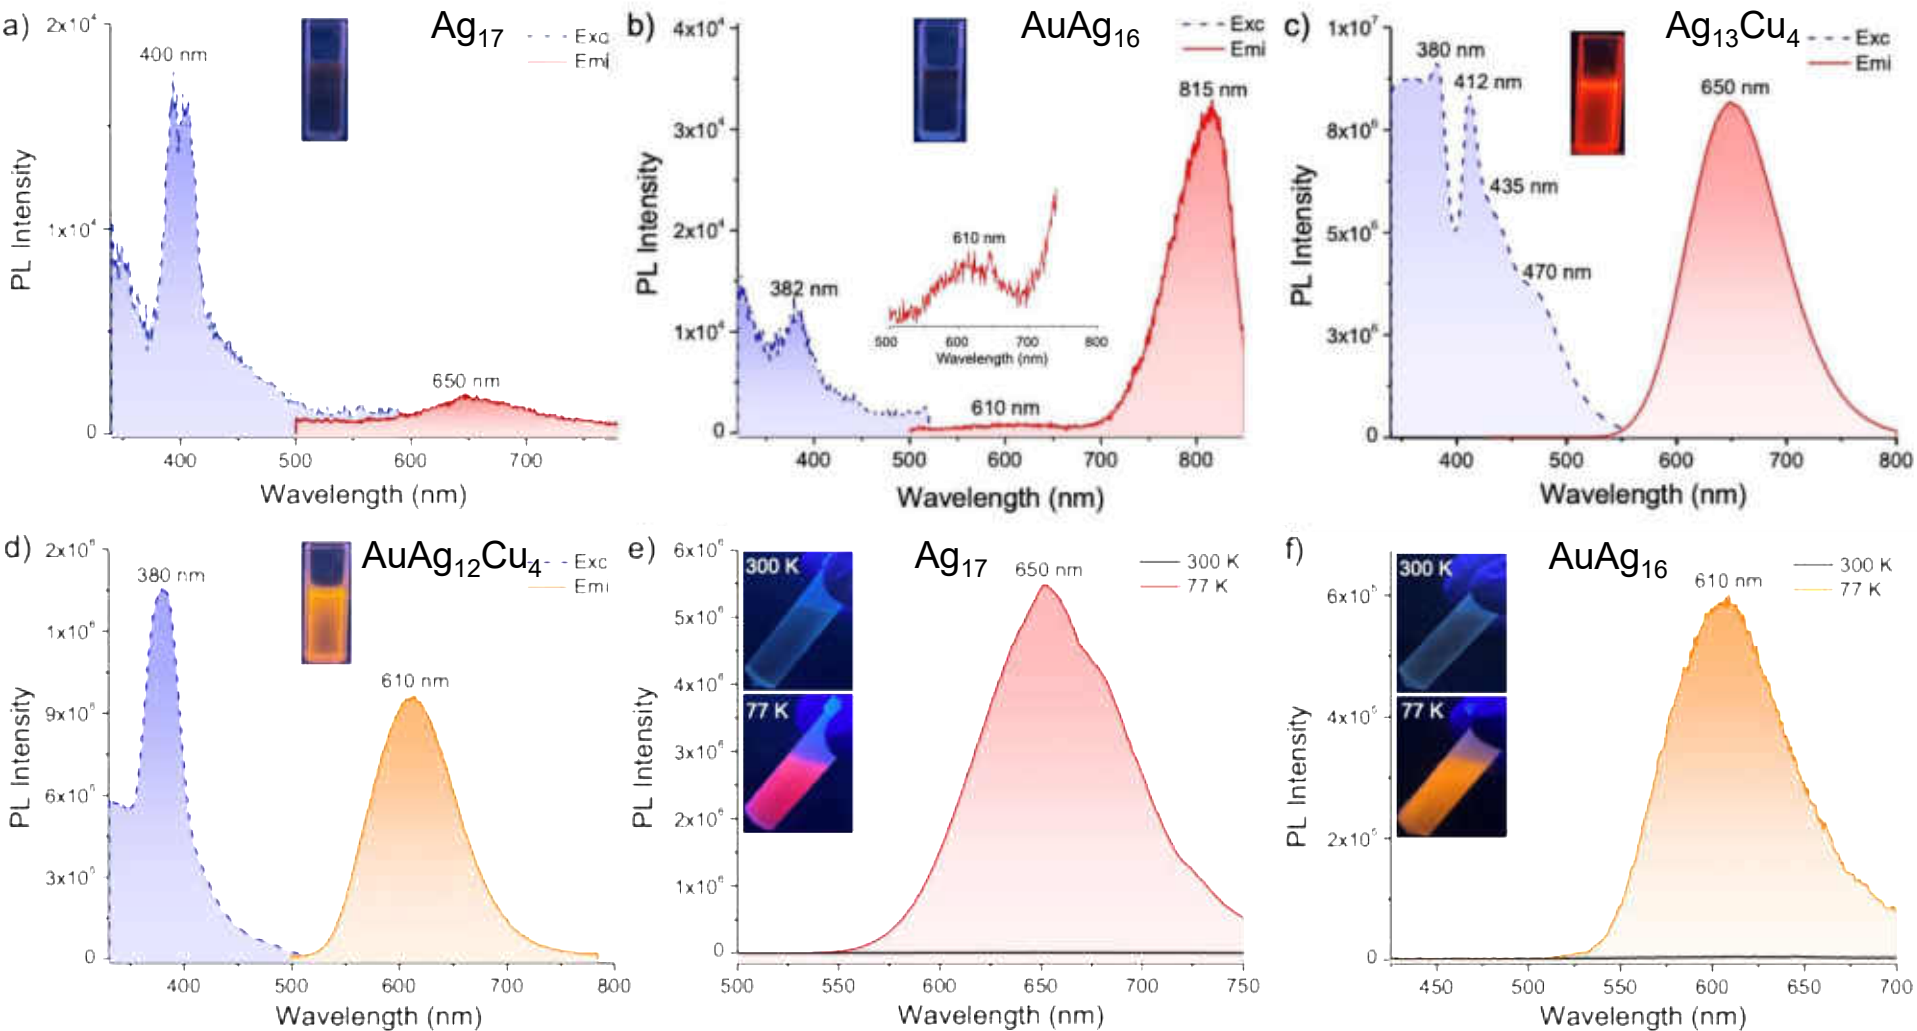 a)
Ag17
2x10⁴
1x10⁴
0
400 nm
650 nm
Exc
Emi
PL Intensity
400 500 600 700
Wavelength (nm)
b)
AuAg16
4x10⁴
3x10⁴
2x10⁴
1x10⁴
0
Exc
Emi
815 nm
382 nm
610 nm
500 600 700 800
Wavelength (nm)
610 nm
PL Intensity
400 500 600 700 800
Wavelength (nm)
c)
Ag13Cu4
1x10⁷
8x10⁶
5x10⁶
3x10⁶
0
380 nm
412 nm
435 nm
470 nm
650 nm
Exc
Emi
PL Intensity
400 500 600 700 800
Wavelength (nm)
d)
AuAg12Cu4
2x10⁶
1x10⁶
9x10⁵
6x10⁵
3x10⁵
0
380 nm
610 nm
Exc
Emi
PL Intensity
400 500 600 700 800
Wavelength (nm)
e)
Ag17
6x10⁶
5x10⁶
4x10⁶
3x10⁶
2x10⁶
1x10⁶
0
300 K
77 K
650 nm
300 K
77 K
PL Intensity
500 550 600 650 700 750
Wavelength (nm)
f)
AuAg16
6x10⁵
4x10⁵
2x10⁵
0
300 K
77 K
610 nm
300 K
77 K
PL Intensity
450 500 550 600 650 700
Wavelength (nm)